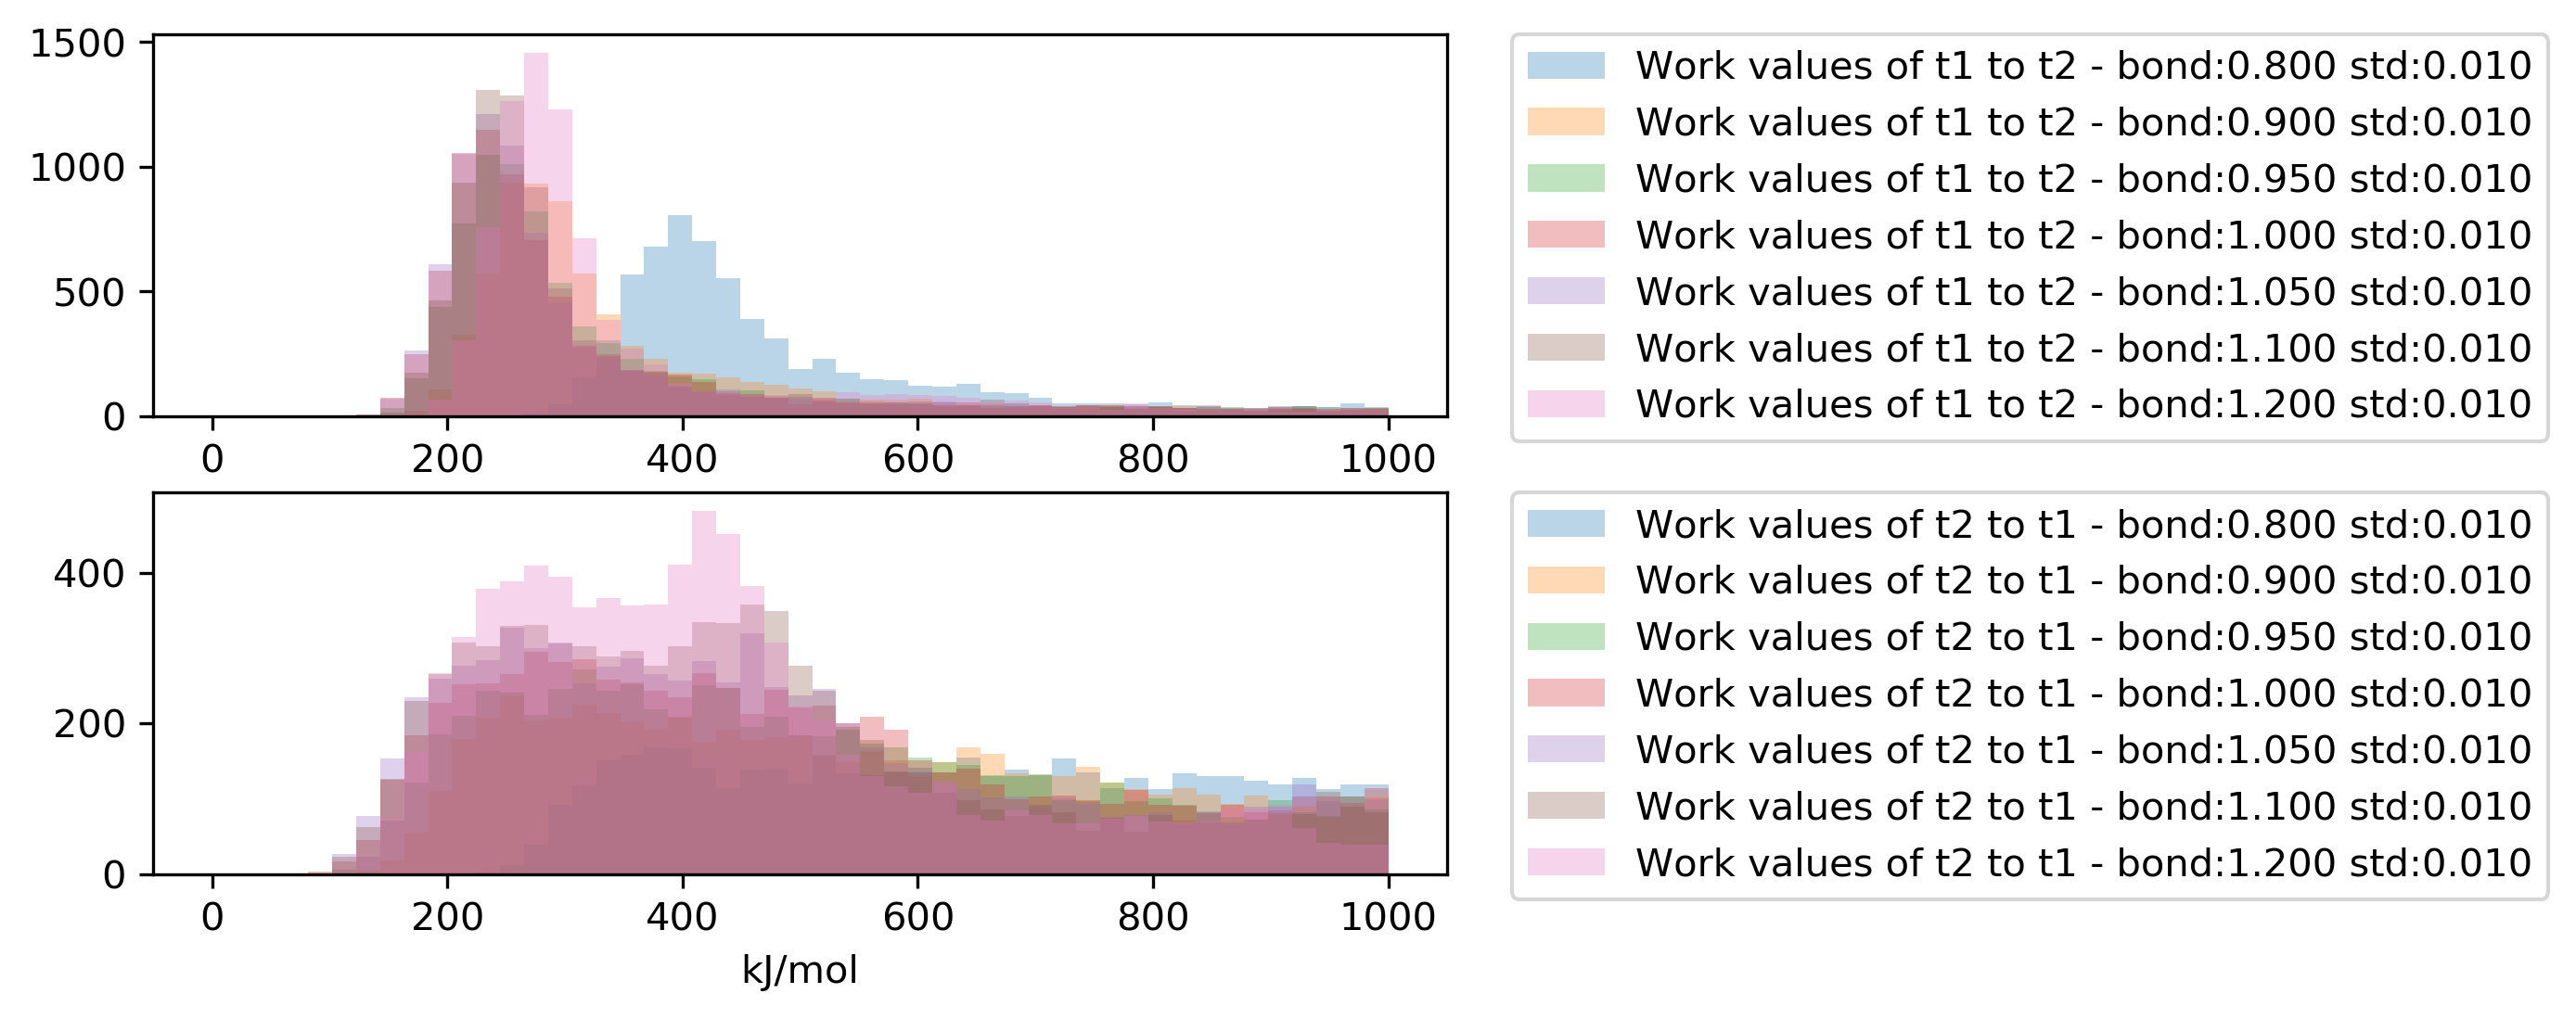 1500
1000
500
0
0 200 400 600 800 1000
Work values of t1 to t2 - bond:0.800 std:0.010
Work values of t1 to t2 - bond:0.900 std:0.010
Work values of t1 to t2 - bond:0.950 std:0.010
Work values of t1 to t2 - bond:1.000 std:0.010
Work values of t1 to t2 - bond:1.050 std:0.010
Work values of t1 to t2 - bond:1.100 std:0.010
Work values of t1 to t2 - bond:1.200 std:0.010
400
200
0
0 200 400 600 800 1000
kJ/mol
Work values of t2 to t1 - bond:0.800 std:0.010
Work values of t2 to t1 - bond:0.900 std:0.010
Work values of t2 to t1 - bond:0.950 std:0.010
Work values of t2 to t1 - bond:1.000 std:0.010
Work values of t2 to t1 - bond:1.050 std:0.010
Work values of t2 to t1 - bond:1.100 std:0.010
Work values of t2 to t1 - bond:1.200 std:0.010